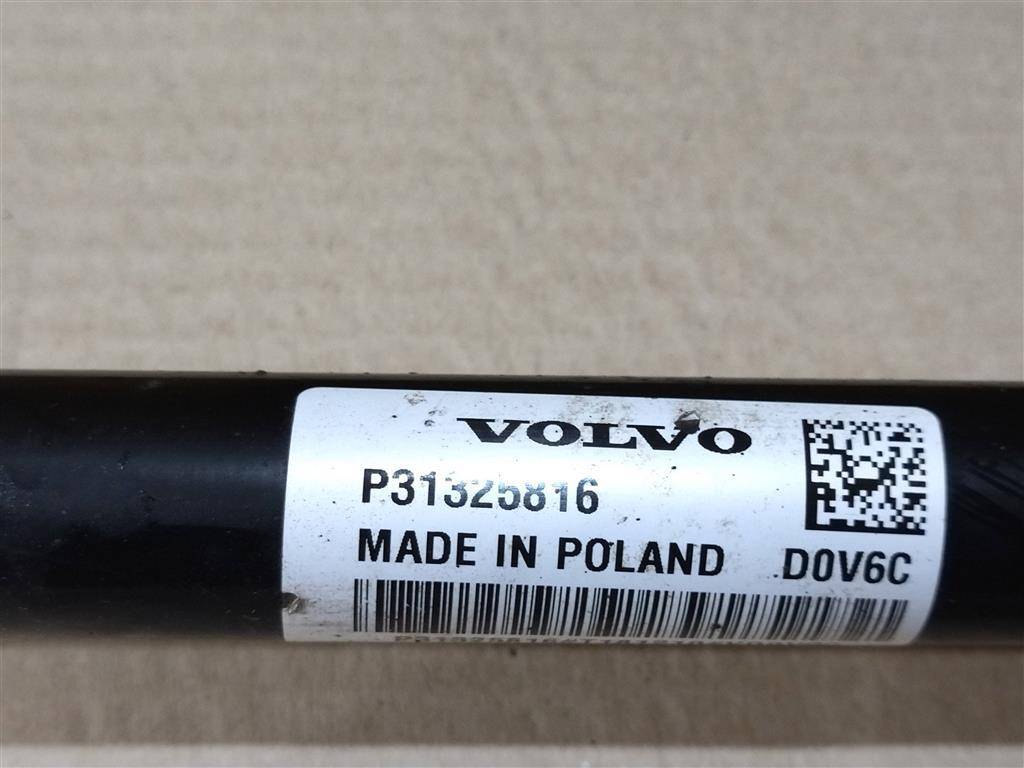 VOLVO
P31325816
MADE IN POLAND
D0V6C